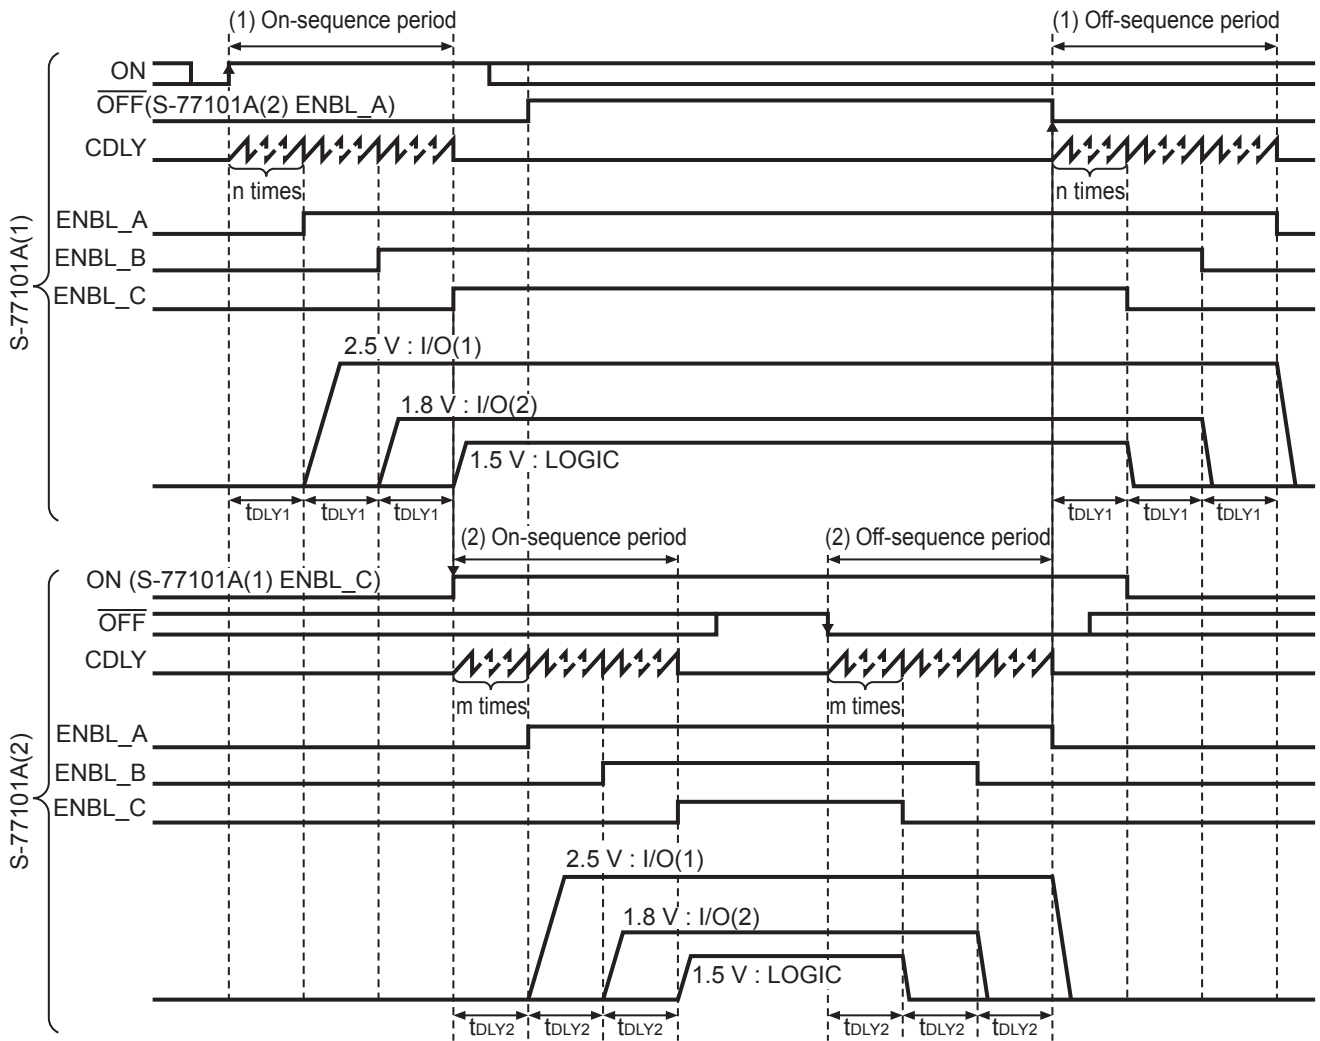 (1) On-sequence period
(1) Off-sequence period
S-77101A(1)
ON
OFF(S-77101A(2) ENBL_A)
CDLY
n times
n times
ENBL_A
ENBL_B
ENBL_C
2.5 V : I/O(1)
1.8 V : I/O(2)
1.5 V : LOGIC
tDLY1 tDLY1 tDLY1 tDLY1 tDLY1 tDLY1
(2) On-sequence period
(2) Off-sequence period
S-77101A(2)
ON (S-77101A(1) ENBL_C)
OFF
CDLY
m times
m times
ENBL_A
ENBL_B
ENBL_C
2.5 V : I/O(1)
1.8 V : I/O(2)
1.5 V : LOGIC
tDLY2 tDLY2 tDLY2 tDLY2 tDLY2 tDLY2